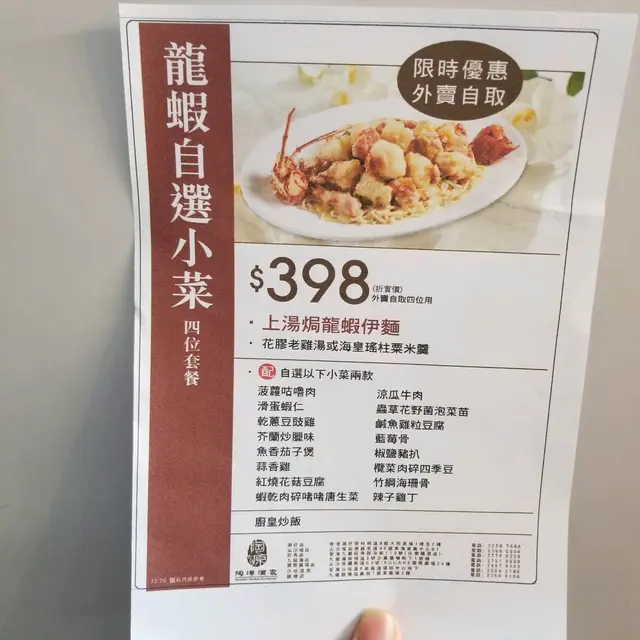 龍蝦自選小菜
四位套餐
限時優惠
外賣自取
$398
(折實價)
外賣自取四位用
· 上湯焗龍蝦伊麵
· 花膠老雞湯或海皇瑤柱粟米羹
· 配 自選以下小菜兩款
菠蘿咕嚕肉
滑蛋蝦仁
乾蔥豆豉雞
芥蘭炒臘味
魚香茄子煲
蒜香雞
紅燒花菇豆腐
蝦乾肉碎啫啫唐生菜
涼瓜牛肉
蟲草花野菌泡菜苗
鹹魚雞粒豆腐
藍莓骨
椒鹽豬扒
欖菜肉碎四季豆
竹網海珊骨
辣子雞丁
廚皇炒飯
陶源
陶源酒家